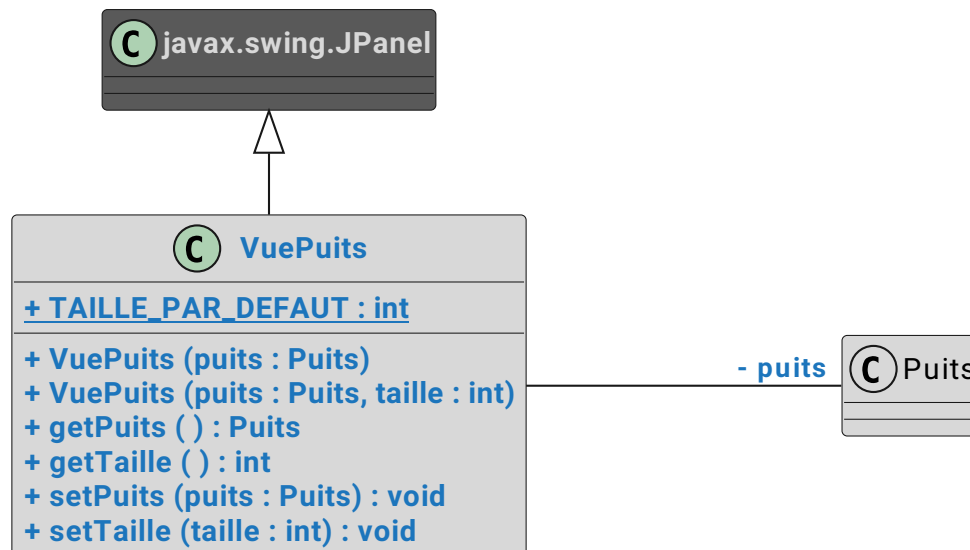 C javax.swing.JPanel
C VuePuits
+ TAILLE_PAR_DEFAUT : int
+ VuePuits (puits : Puits)
+ VuePuits (puits : Puits, taille : int)
+ getPuits ( ) : Puits
+ getTaille ( ) : int
+ setPuits (puits : Puits) : void
+ setTaille (taille : int) : void
- puits
C Puits